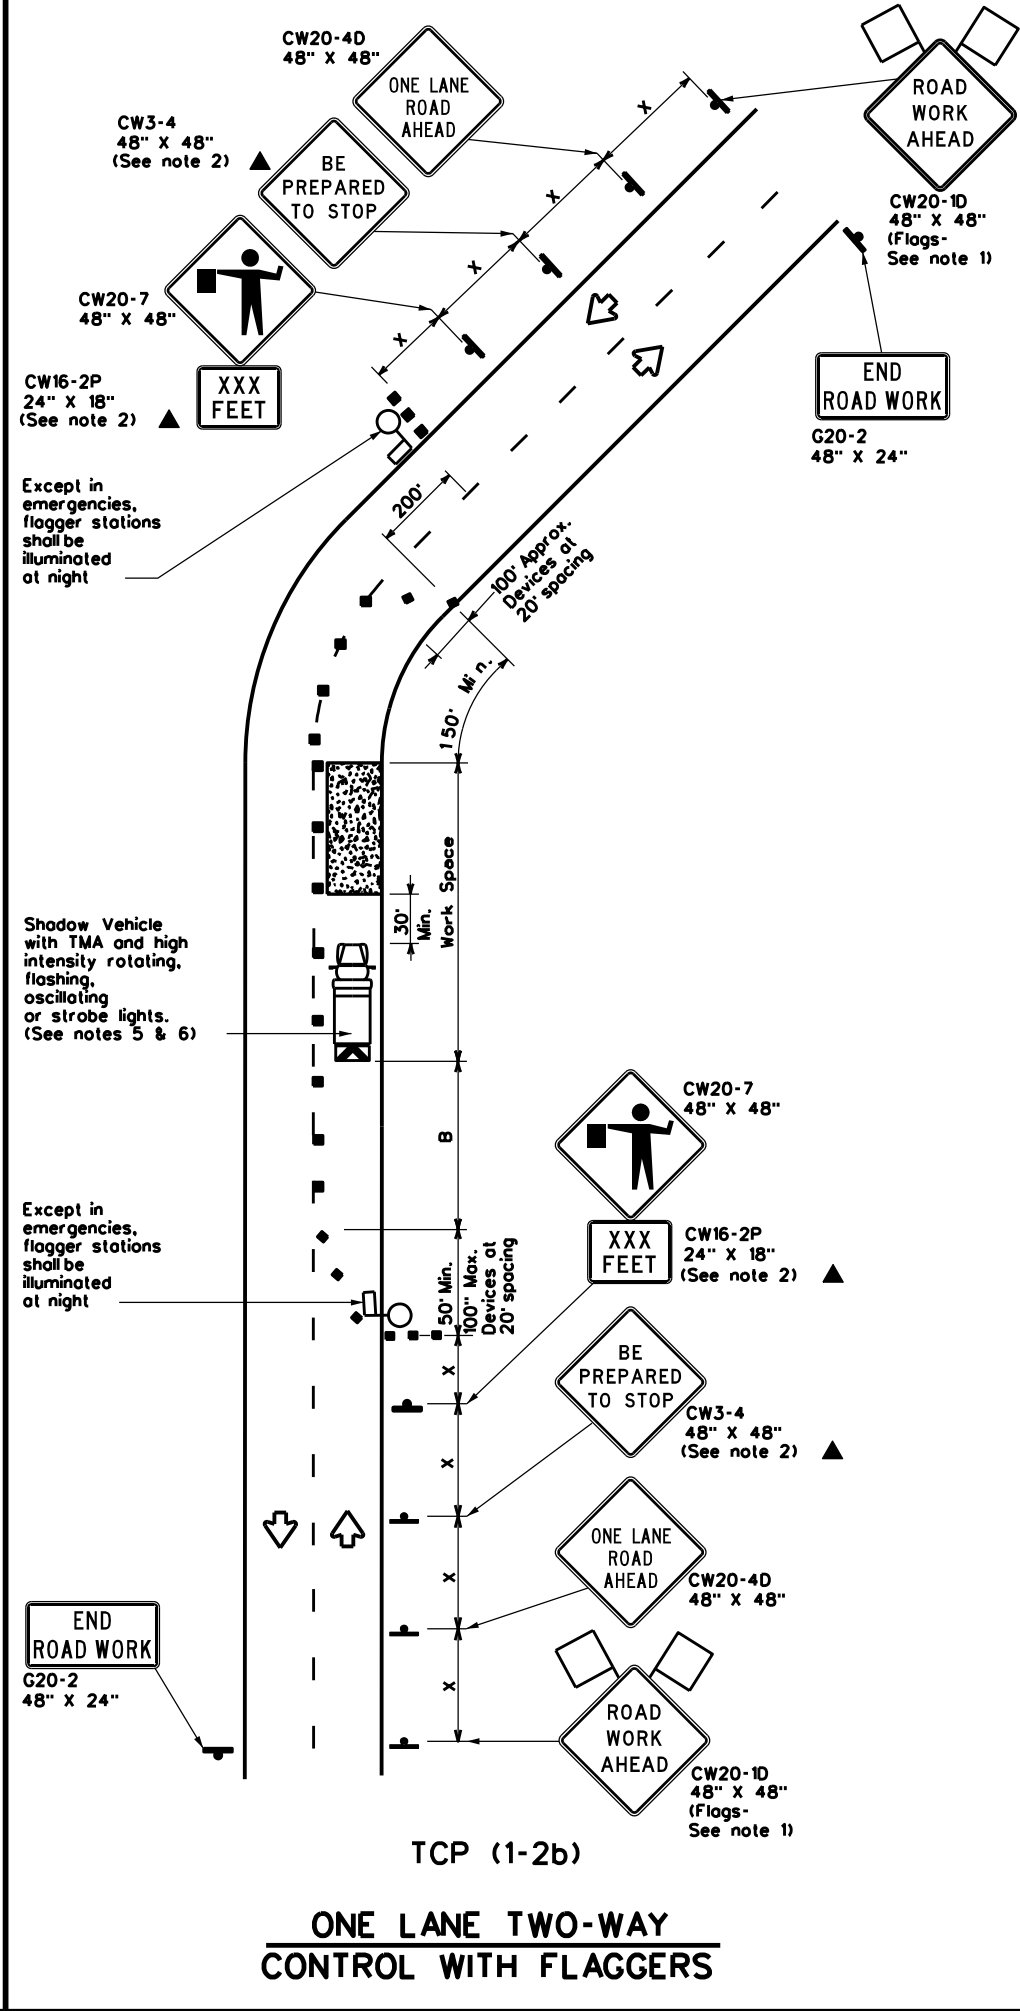 CW20-4D
48" X 48"
ONE LANE
ROAD
AHEAD
ROAD
WORK
AHEAD
CW20-1D
48" X 48"
(Flags-
See note 1)
CW3-4
48" X 48"
(See note 2)
BE
PREPARED
TO STOP
X
X
X
X
CW20-7
48" X 48"
CW16-2P
24" X 18"
(See note 2)
XXX
FEET
END
ROAD WORK
G20-2
48" X 24"
Except in
emergencies,
flagger stations
shall be
illuminated
at night
200'
100' Approx.
Devices at
20' spacing
150' Min.
Work Space
30'
Min.
Shadow Vehicle
with TMA and high
intensity rotating,
flashing,
oscillating
or strobe lights.
(See notes 5 & 6)
B
CW20-7
48" X 48"
XXX
FEET
CW16-2P
24" X 18"
(See note 2)
Except in
emergencies,
flagger stations
shall be
illuminated
at night
50' Min.
100" Max.
Devices at
20' spacing
X
X
X
X
BE
PREPARED
TO STOP
CW3-4
48" X 48"
(See note 2)
ONE LANE
ROAD
AHEAD
CW20-4D
48" X 48"
END
ROAD WORK
G20-2
48" X 24"
ROAD
WORK
AHEAD
CW20-1D
48" X 48"
(Flags-
See note 1)
TCP (1-2b)
ONE LANE TWO-WAY
CONTROL WITH FLAGGERS